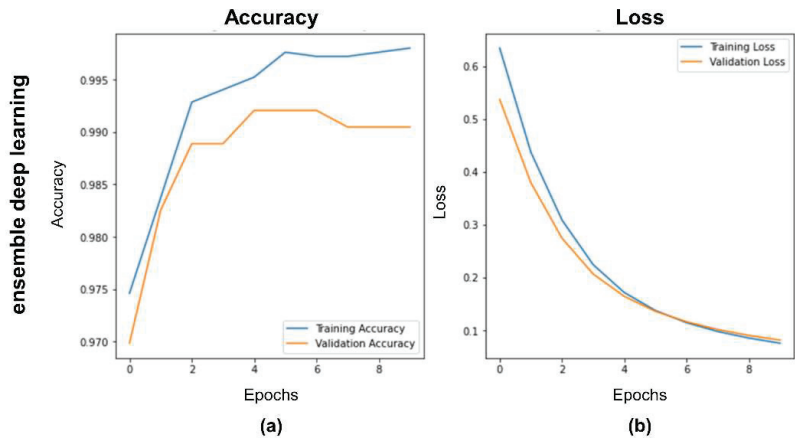 Accuracy
Loss
ensemble deep learning
Accuracy
0.995
0.990
0.985
0.980
0.975
0.970
0
2
4
6
8
Training Accuracy
Validation Accuracy
Epochs
(a)
Loss
0.6
0.5
0.4
0.3
0.2
0.1
0
2
4
6
8
Training Loss
Validation Loss
Epochs
(b)